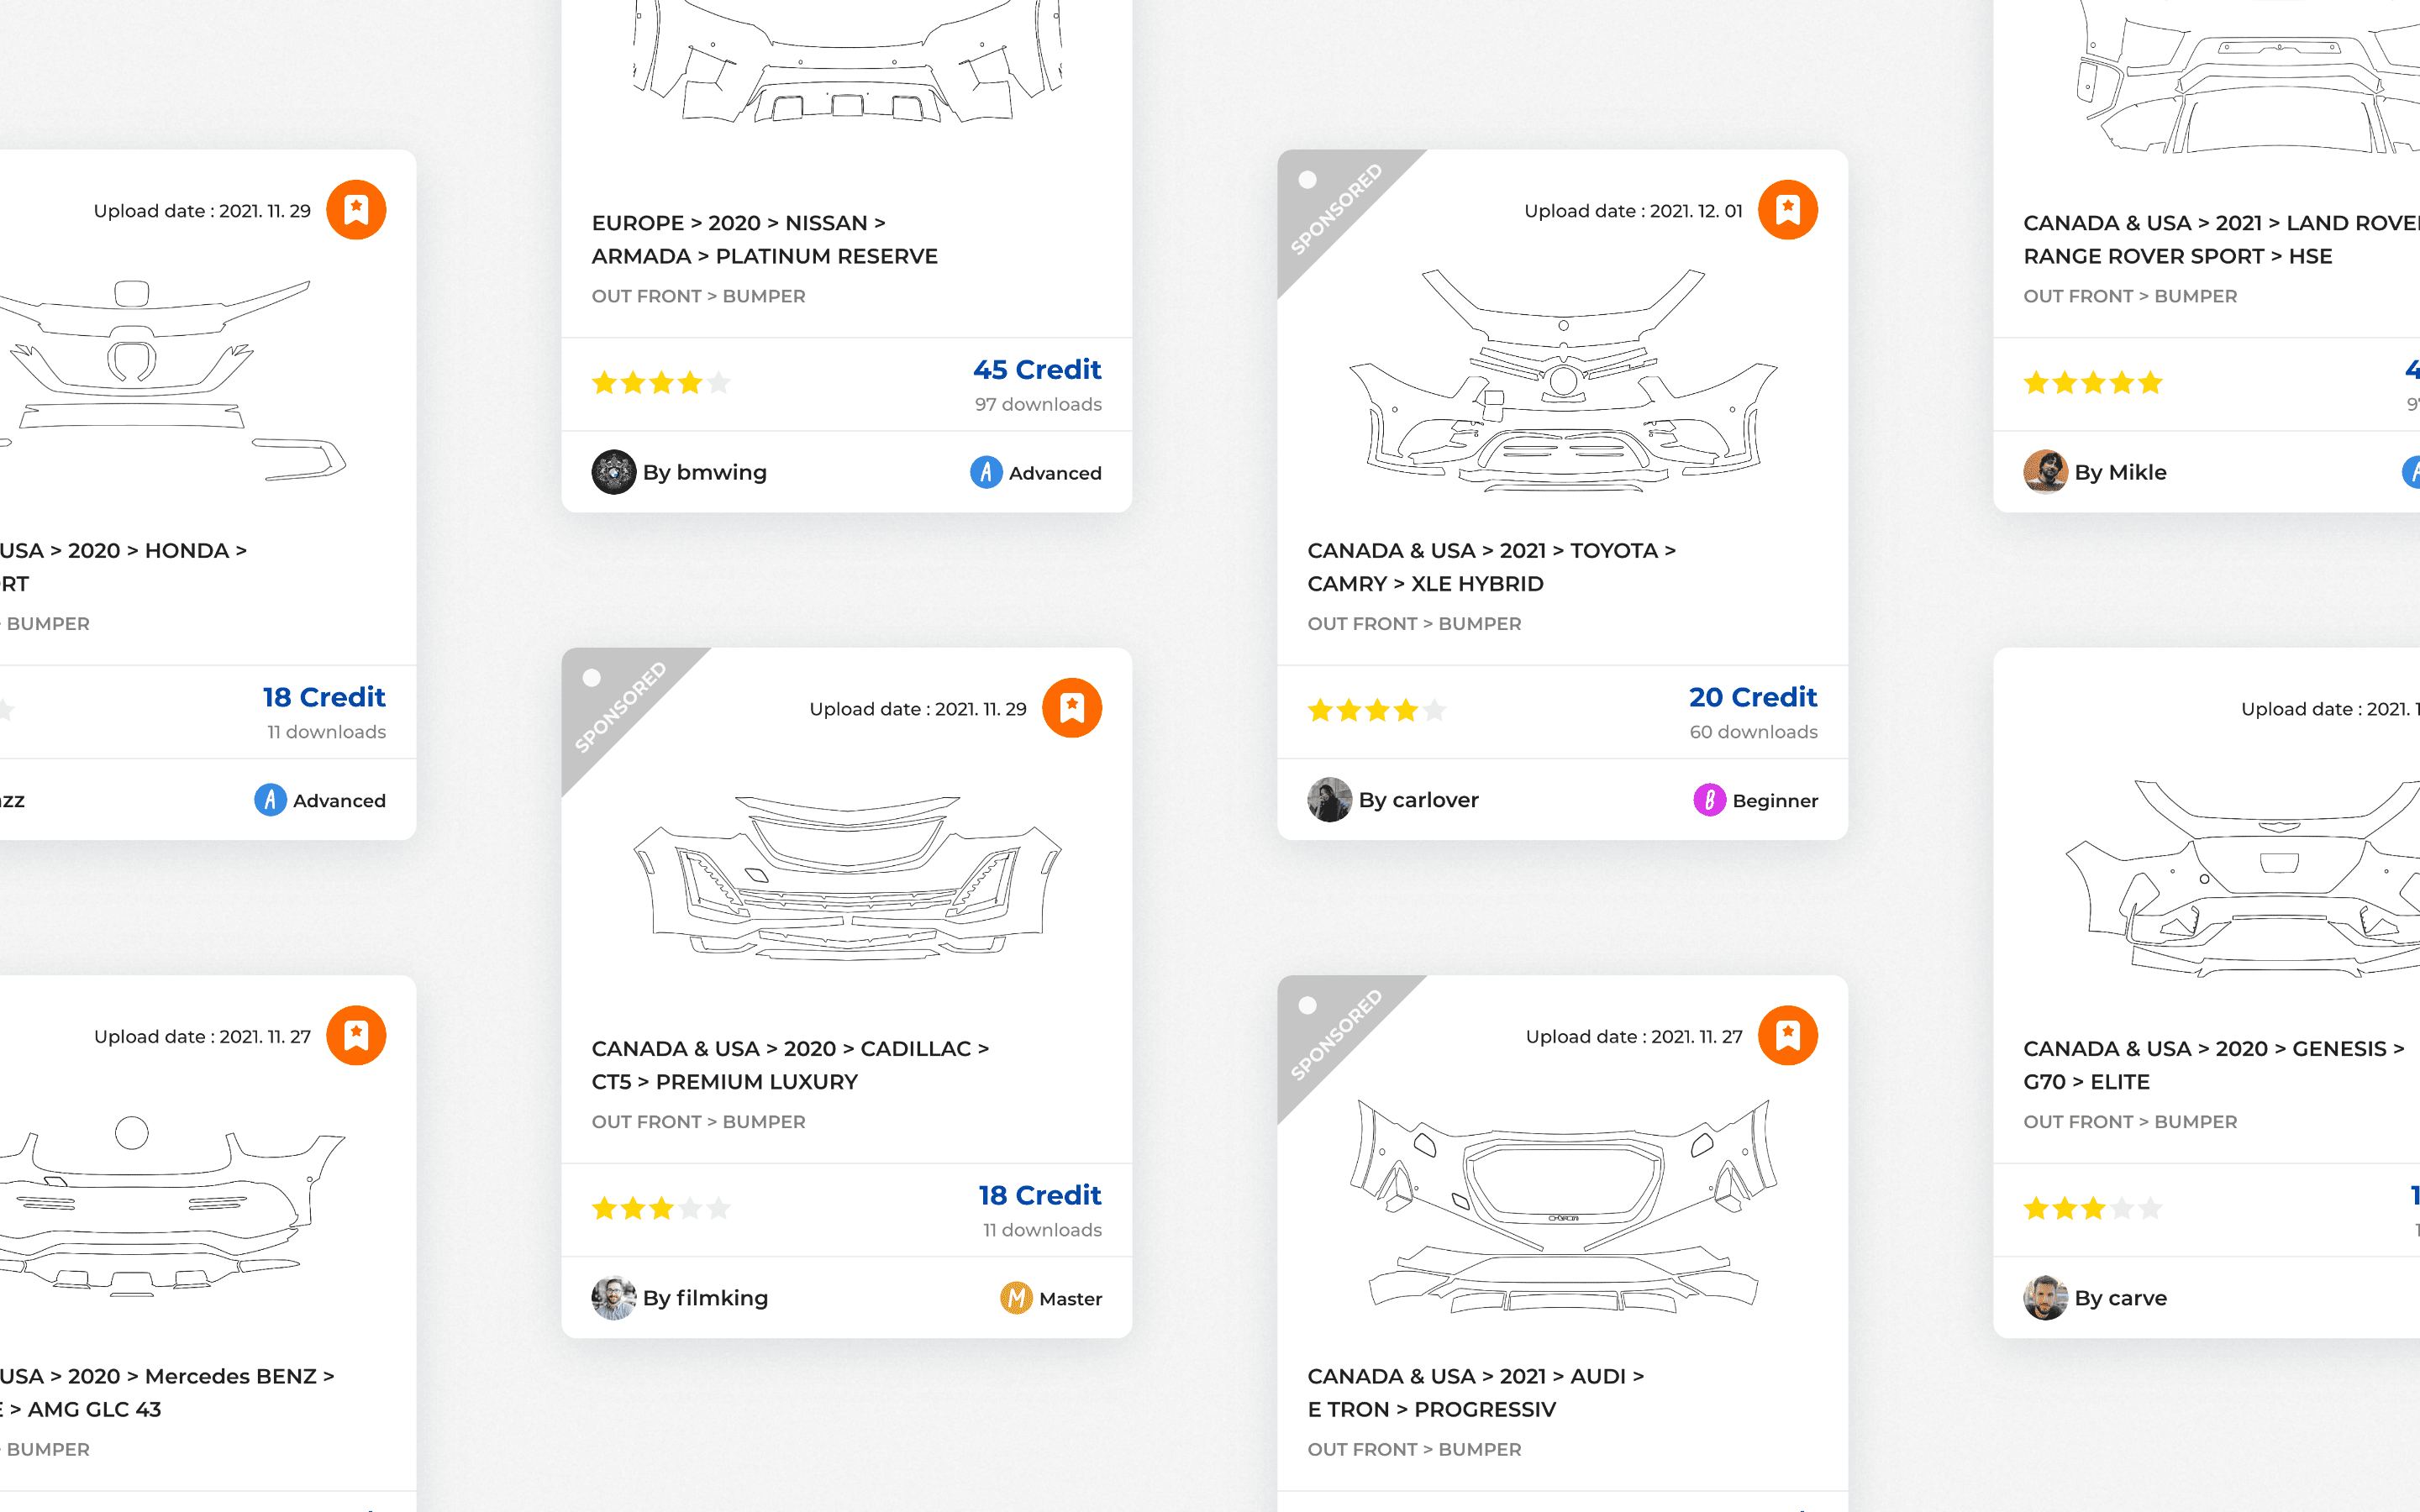 Upload date : 2021. 11. 29
USA > 2020 > HONDA >
RT
> BUMPER
18 Credit
11 downloads
zz
A Advanced
Upload date : 2021. 11. 27
USA > 2020 > Mercedes BENZ >
E > AMG GLC 43
> BUMPER
EUROPE > 2020 > NISSAN >
ARMADA > PLATINUM RESERVE
OUT FRONT > BUMPER
45 Credit
97 downloads
By bmwing
A Advanced
SPONSORED
Upload date : 2021. 11. 29
CANADA & USA > 2020 > CADILLAC >
CT5 > PREMIUM LUXURY
OUT FRONT > BUMPER
18 Credit
11 downloads
By filmking
M Master
SPONSORED
Upload date : 2021. 12. 01
CANADA & USA > 2021 > TOYOTA >
CAMRY > XLE HYBRID
OUT FRONT > BUMPER
20 Credit
60 downloads
By carlover
B Beginner
SPONSORED
Upload date : 2021. 11. 27
CANADA & USA > 2021 > AUDI >
E TRON > PROGRESSIV
OUT FRONT > BUMPER
CANADA & USA > 2021 > LAND ROVE
RANGE ROVER SPORT > HSE
OUT FRONT > BUMPER
4
9
By Mikle
A
Upload date : 2021. 1
CANADA & USA > 2020 > GENESIS >
G70 > ELITE
OUT FRONT > BUMPER
1
1
By carve